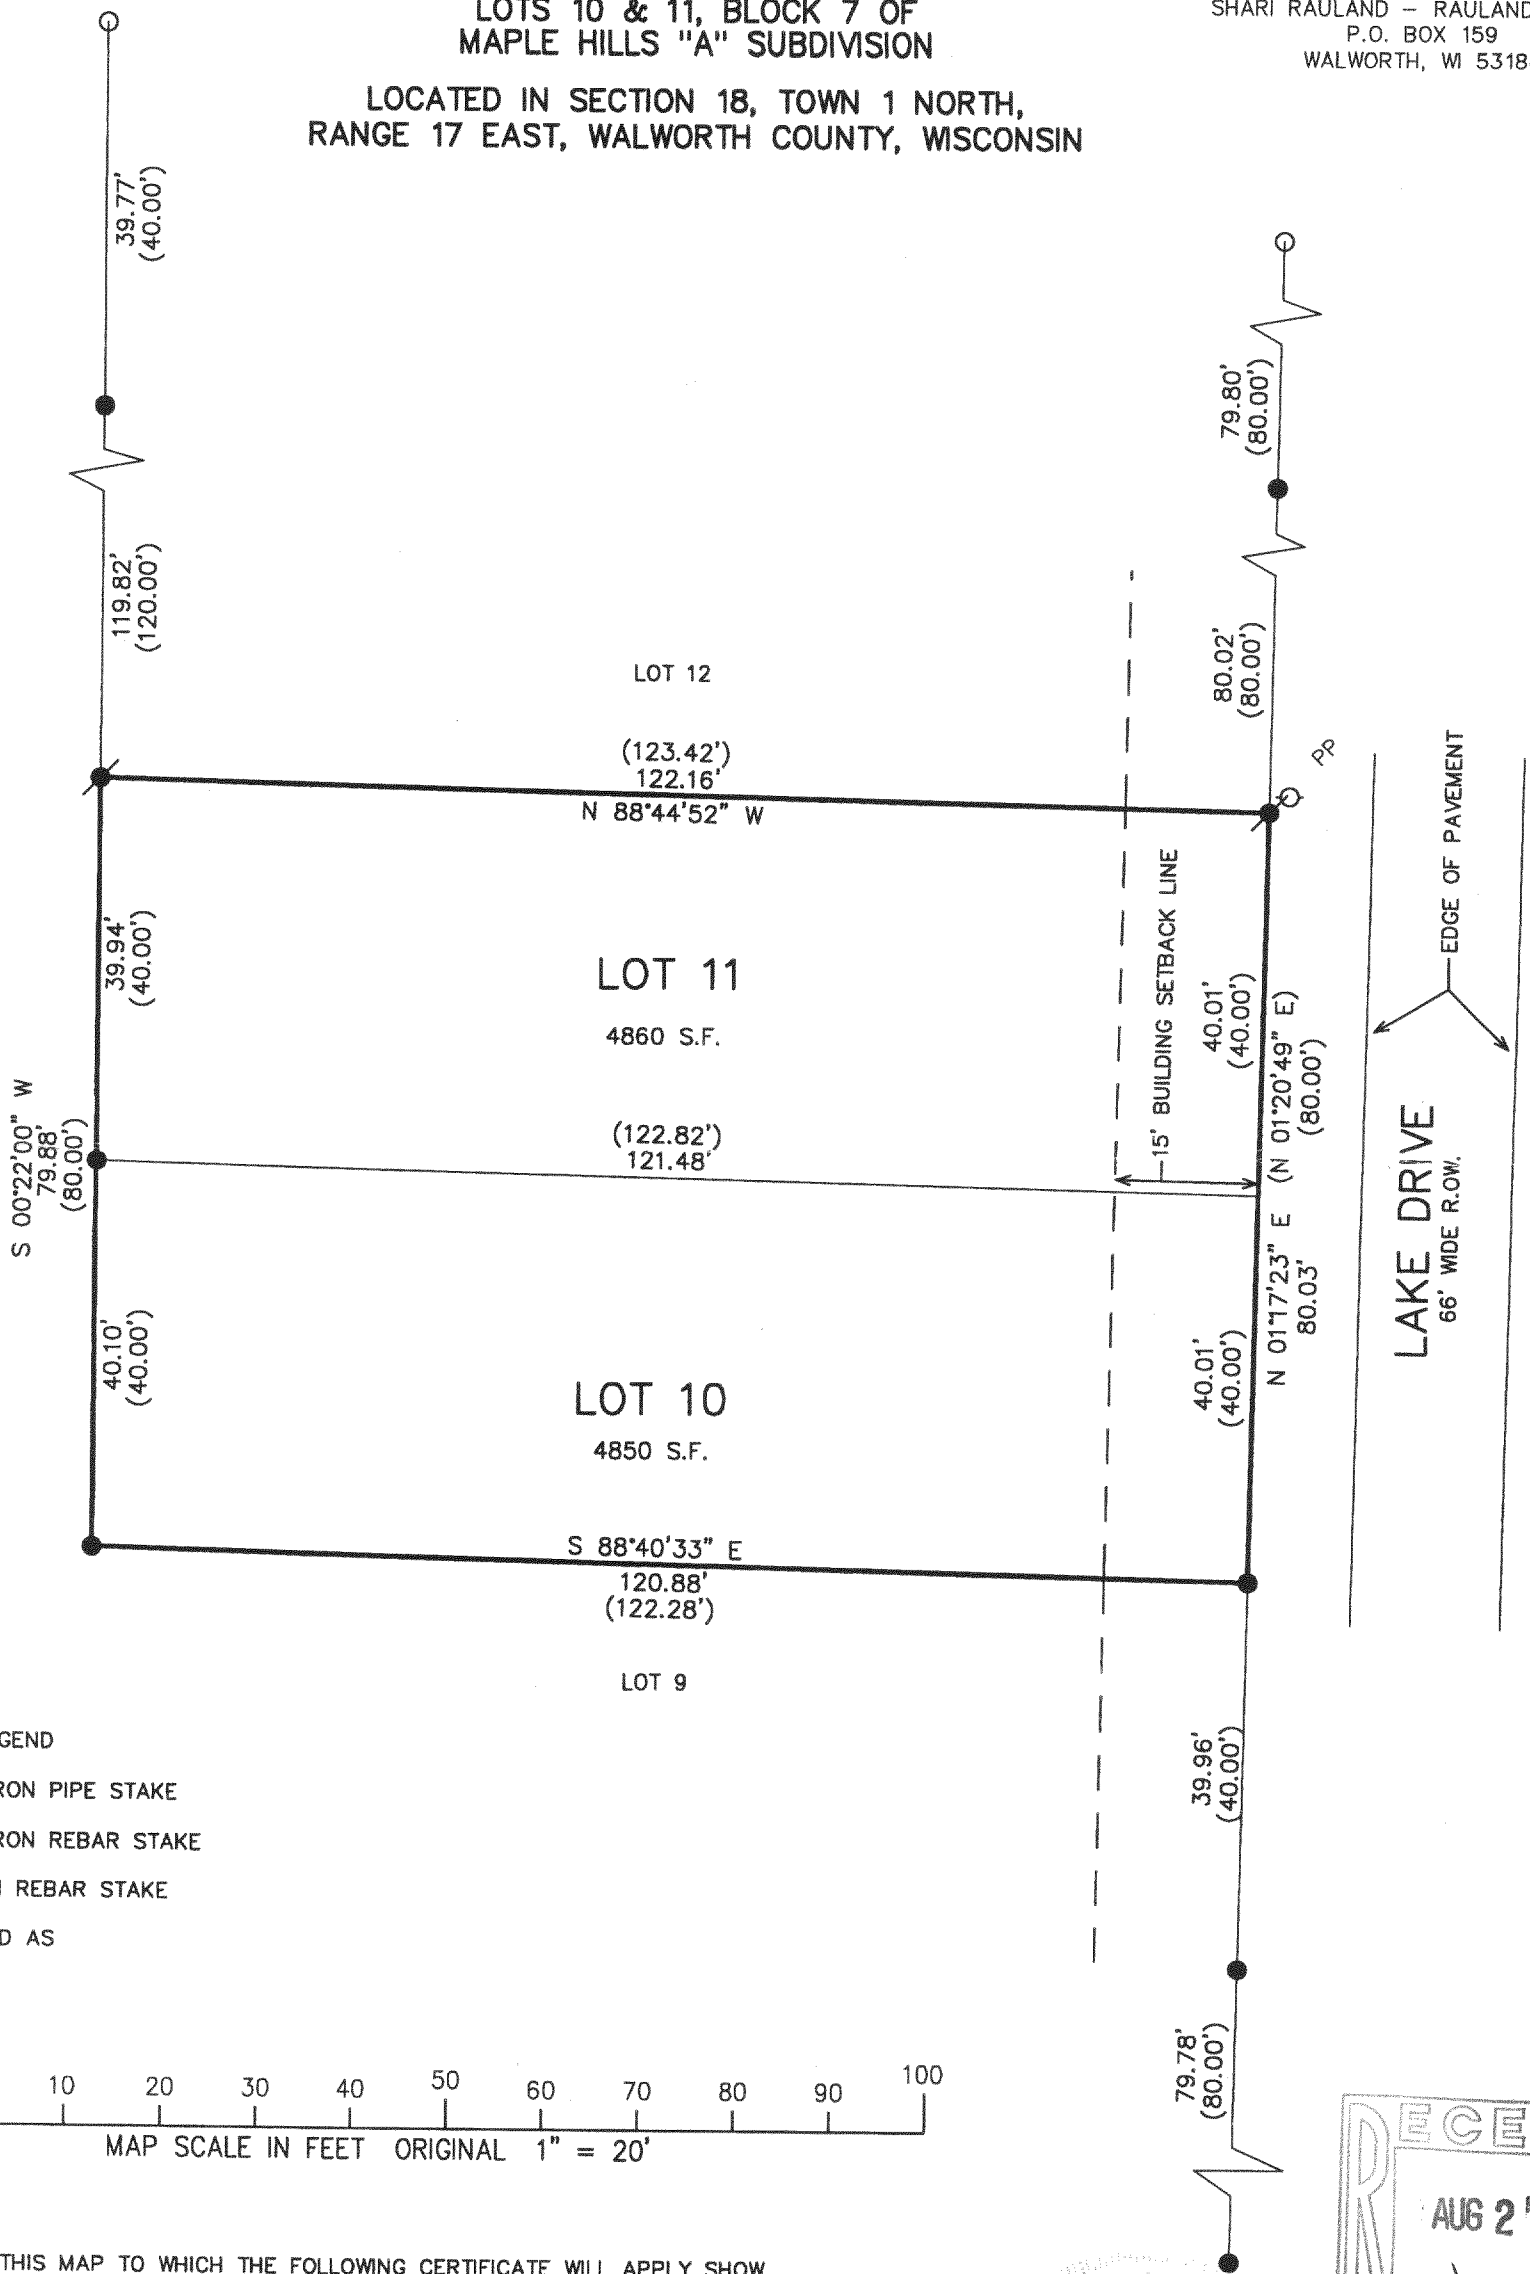 LOTS 10 & 11, BLOCK 7 OF
MAPLE HILLS "A" SUBDIVISION
LOCATED IN SECTION 18, TOWN 1 NORTH,
RANGE 17 EAST, WALWORTH COUNTY, WISCONSIN
SHARI RAULAND – RAULAND
P.O. BOX 159
WALWORTH, WI 5318
39.77'
(40.00')
79.80'
(80.00')
119.82'
(120.00')
80.02'
(80.00')
LOT 12
(123.42')
122.16'
N 88°44'52" W
PP
EDGE OF PAVEMENT
39.94'
(40.00')
LOT 11
4860 S.F.
15' BUILDING SETBACK LINE
40.01'
(40.00')
(N 01°20'49" E)
(80.00')
S 00°22'00" W
79.88'
(80.00')
(122.82')
121.48'
LAKE DRIVE
66' WIDE R.O.W.
N 01°17'23" E
80.03'
40.10'
(40.00')
LOT 10
4850 S.F.
40.01'
(40.00')
S 88°40'33" E
120.88'
(122.28')
LOT 9
39.96'
(40.00')
GEND
RON PIPE STAKE
RON REBAR STAKE
REBAR STAKE
D AS
79.78'
(80.00')
10 20 30 40 50 60 70 80 90 100
MAP SCALE IN FEET ORIGINAL 1" = 20'
RECE
AUG 2
THIS MAP TO WHICH THE FOLLOWING CERTIFICATE WILL APPLY SHOW